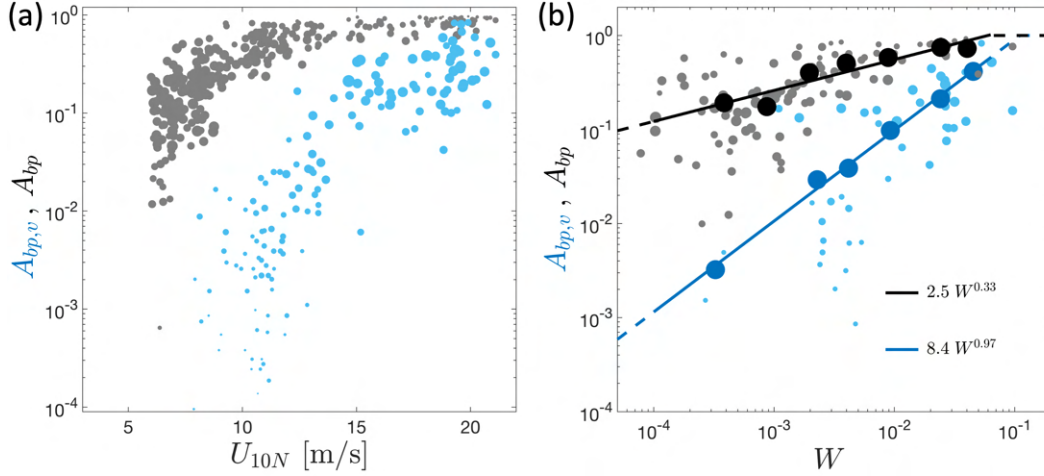 (a)
10^0
10^-1
10^-2
10^-3
10^-4
A_{bp,v} , A_{bp}
5
10
15
20
U_{10N} [m/s]
(b)
10^0
10^-1
10^-2
10^-3
10^-4
A_{bp,v} , A_{bp}
2.5 W^{0.33}
8.4 W^{0.97}
10^-4
10^-3
10^-2
10^-1
W